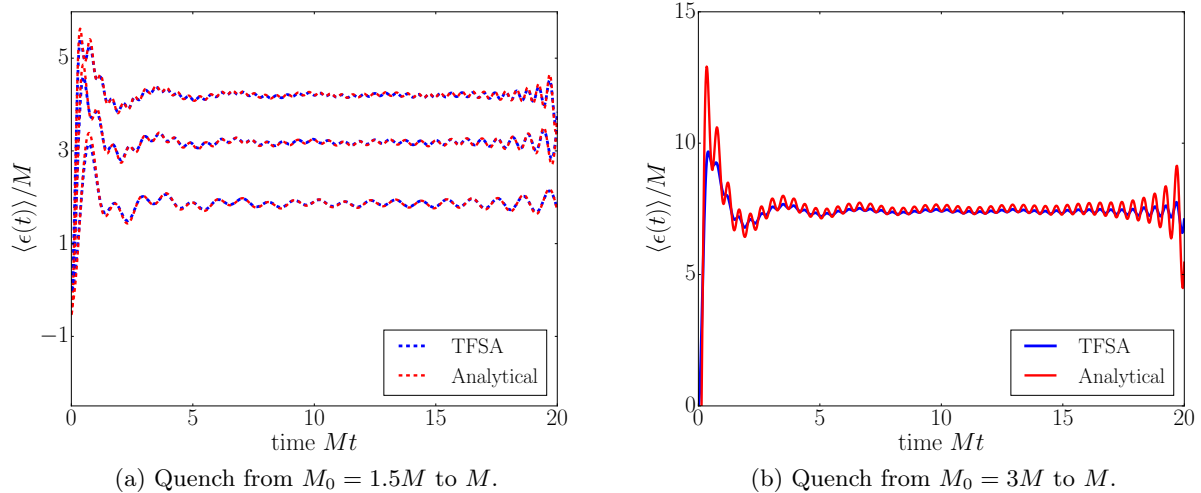 5
3
1
−1
0
5
10
15
20
⟨ϵ(t)⟩/M
time Mt
TFSA
Analytical
(a) Quench from M₀ = 1.5M to M.
15
10
5
0
0
5
10
15
20
⟨ϵ(t)⟩/M
time Mt
TFSA
Analytical
(b) Quench from M₀ = 3M to M.